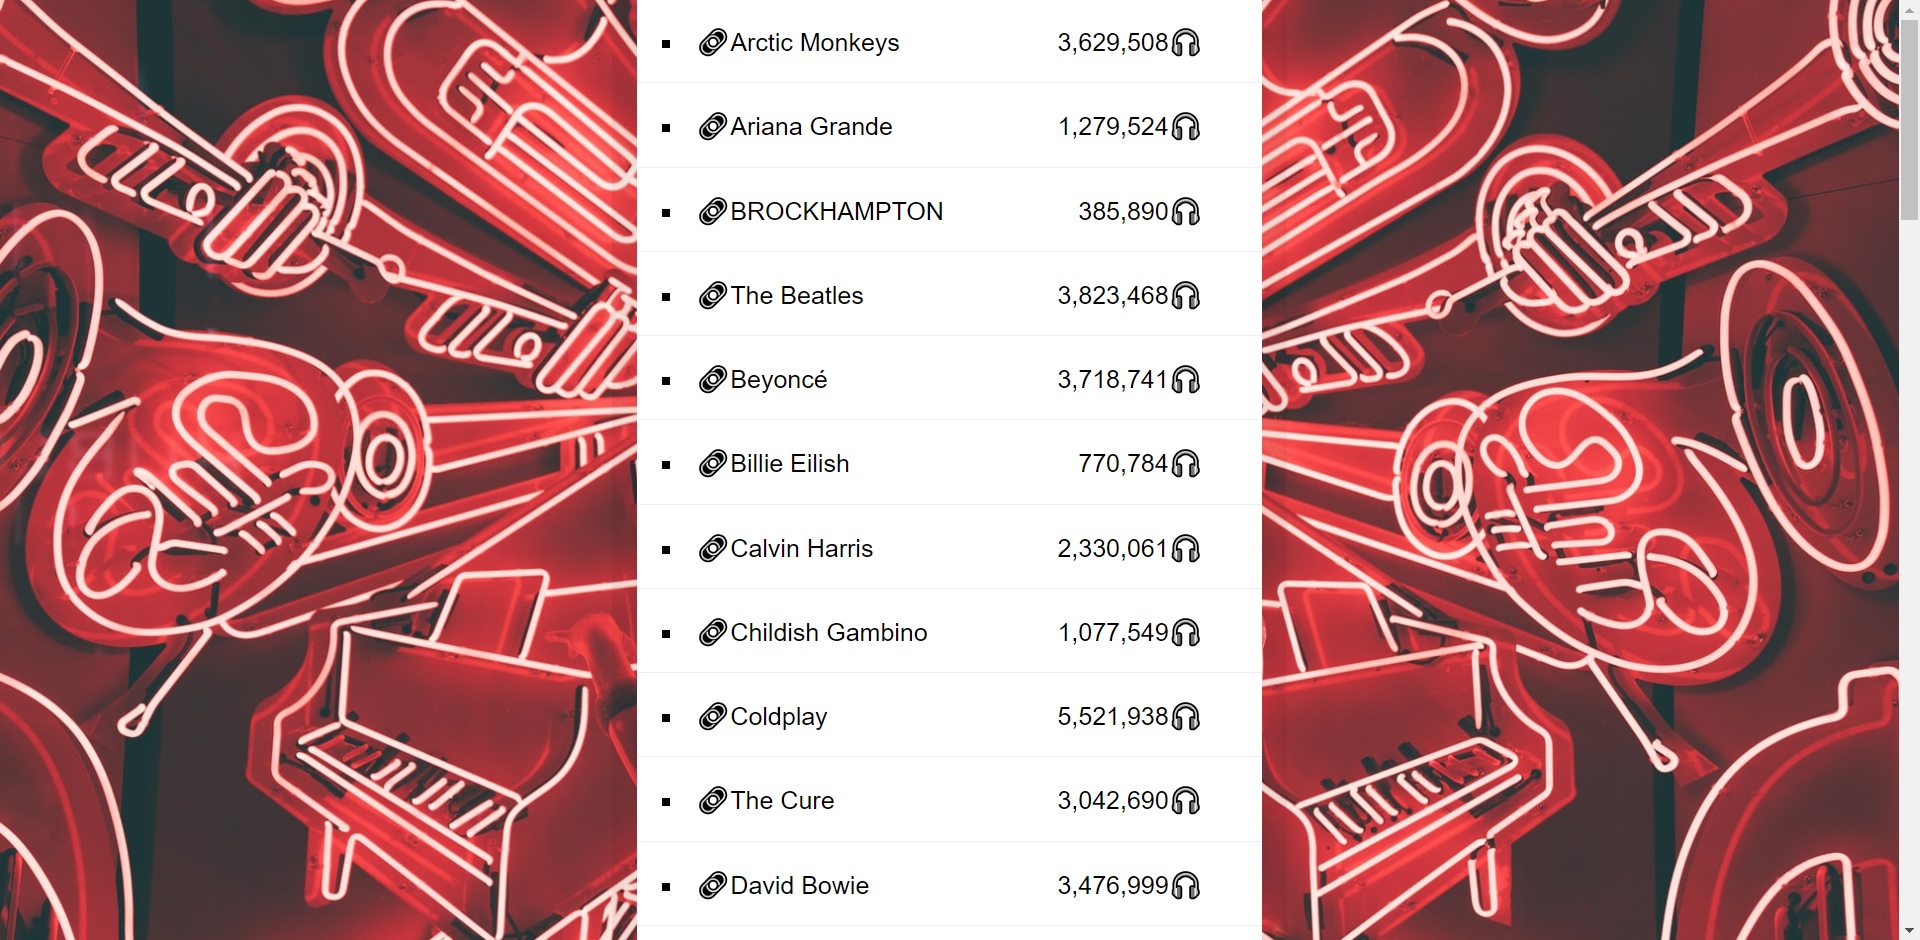 Arctic Monkeys 3,629,508
Ariana Grande 1,279,524
BROCKHAMPTON 385,890
The Beatles 3,823,468
Beyoncé 3,718,741
Billie Eilish 770,784
Calvin Harris 2,330,061
Childish Gambino 1,077,549
Coldplay 5,521,938
The Cure 3,042,690
David Bowie 3,476,999